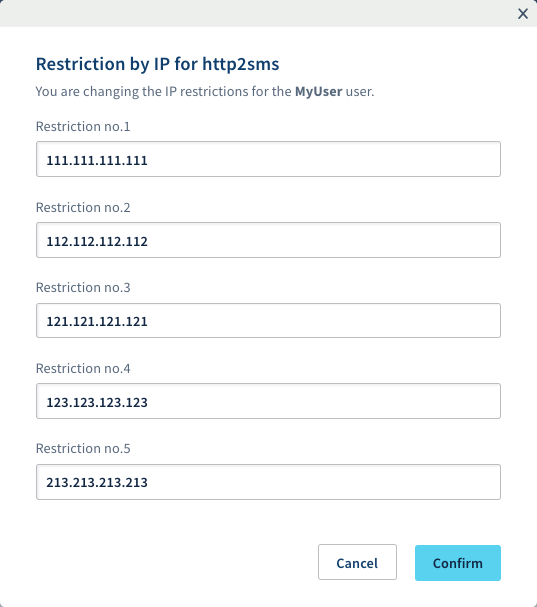 Restriction by IP for http2sms
You are changing the IP restrictions for the MyUser user.
Restriction no.1
111.111.111.111
Restriction no.2
112.112.112.112
Restriction no.3
121.121.121.121
Restriction no.4
123.123.123.123
Restriction no.5
213.213.213.213
Cancel Confirm